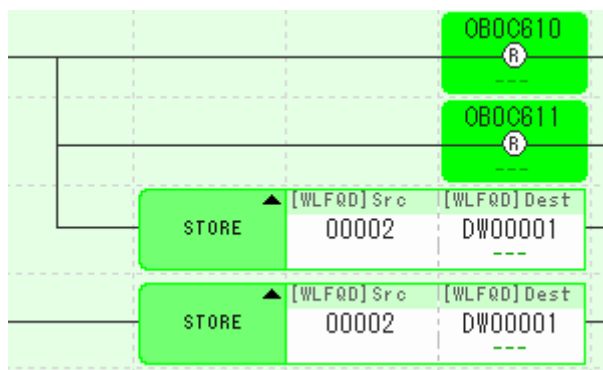 OB0C610
R
---
OB0C611
R
---
[WLFQD]Src [WLFQD]Dest
STORE 00002 DW00001
---
[WLFQD]Src [WLFQD]Dest
STORE 00002 DW00001
---